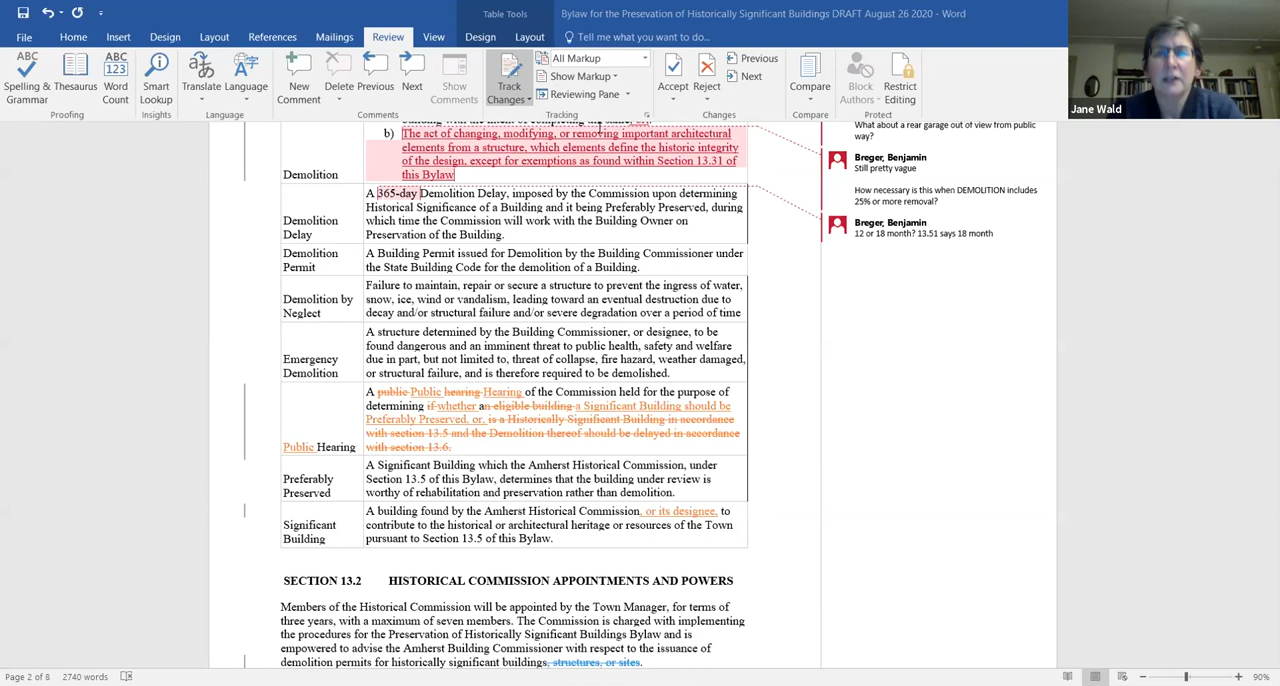 Table Tools
Bylaw for the Presevation of Historically Significant Buildings DRAFT August 26 2020 - Word
File Home Insert Design Layout References Mailings Review View Design Layout Tell me what you want to do...
Spelling & Grammar
Thesaurus
Word Count
Smart Lookup
Translate
Language
New Comment
Delete
Previous
Next
Show Comments
Track Changes
All Markup
Show Markup
Reviewing Pane
Accept
Reject
Previous
Next
Compare
Block Authors
Restrict Editing
Proofing Insights Language Comments Tracking Changes Compare Protect
Jane Wald
Demolition
b) The act of changing, modifying, or removing important architectural
elements from a structure, which elements define the historic integrity
of the design, except for exemptions as found within Section 13.31 of
this Bylaw
Demolition
Delay
A 365-day Demolition Delay, imposed by the Commission upon determining
Historical Significance of a Building and it being Preferably Preserved, during
which time the Commission will work with the Building Owner on
Preservation of the Building.
Demolition
Permit
A Building Permit issued for Demolition by the Building Commissioner under
the State Building Code for the demolition of a Building.
Demolition by
Neglect
Failure to maintain, repair or secure a structure to prevent the ingress of water,
snow, ice, wind or vandalism, leading toward an eventual destruction due to
decay and/or structural failure and/or severe degradation over a period of time
Emergency
Demolition
A structure determined by the Building Commissioner, or designee, to be
found dangerous and an imminent threat to public health, safety and welfare
due in part, but not limited to, threat of collapse, fire hazard, weather damaged,
or structural failure, and is therefore required to be demolished.
Public Hearing
A public Public hearing Hearing of the Commission held for the purpose of
determining if whether an eligible building a Significant Building should be
Preferably Preserved, or, is a Historically Significant Building in accordance
with section 13.5 and the Demolition thereof should be delayed in accordance
with section 13.6.
Preferably
Preserved
A Significant Building which the Amherst Historical Commission, under
Section 13.5 of this Bylaw, determines that the building under review is
worthy of rehabilitation and preservation rather than demolition.
Significant
Building
A building found by the Amherst Historical Commission, or its designee, to
contribute to the historical or architectural heritage or resources of the Town
pursuant to Section 13.5 of this Bylaw.
SECTION 13.2 HISTORICAL COMMISSION APPOINTMENTS AND POWERS
Members of the Historical Commission will be appointed by the Town Manager, for terms of
three years, with a maximum of seven members. The Commission is charged with implementing
the procedures for the Preservation of Historically Significant Buildings Bylaw and is
empowered to advise the Amherst Building Commissioner with respect to the issuance of
demolition permits for historically significant buildings, structures, or sites.
What about a rear garage out of view from public
way?
Breger, Benjamin
Still pretty vague
How necessary is this when DEMOLITION includes
25% or more removal?
Breger, Benjamin
12 or 18 month? 13.51 says 18 month
Page 2 of 8 2740 words
90%